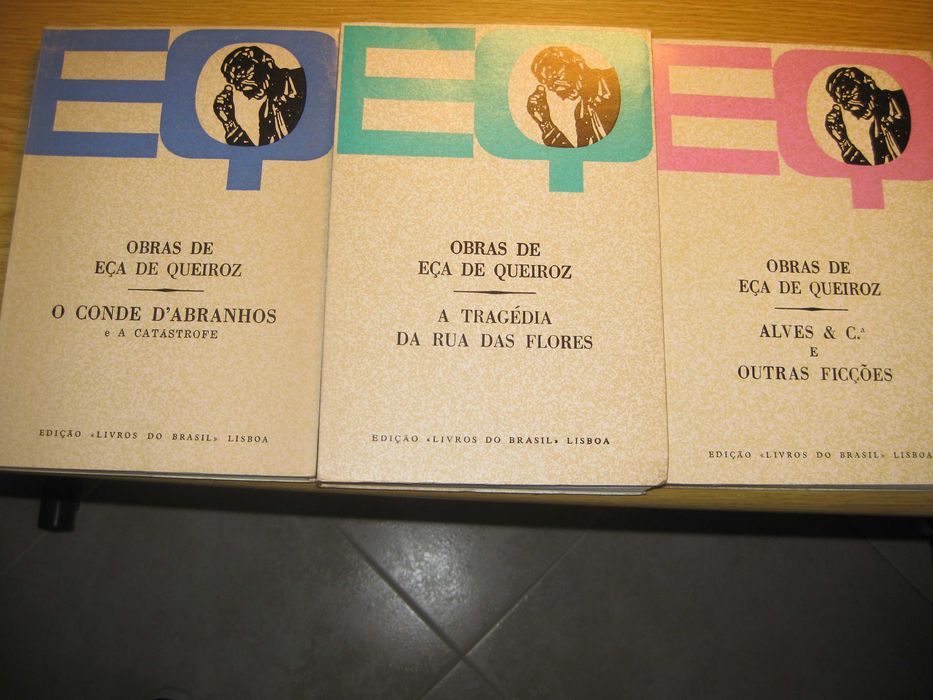 EQ
OBRAS DE
EÇA DE QUEIROZ
O CONDE D'ABRANHOS
e A CATÁSTROFE
EDIÇÃO «LIVROS DO BRASIL» LISBOA
EQ
OBRAS DE
EÇA DE QUEIROZ
A TRAGÉDIA
DA RUA DAS FLORES
EDIÇÃO «LIVROS DO BRASIL» LISBOA
EQ
OBRAS DE
EÇA DE QUEIROZ
ALVES & C.ª
E
OUTRAS FICÇÕES
EDIÇÃO «LIVROS DO BRASIL» LISBOA